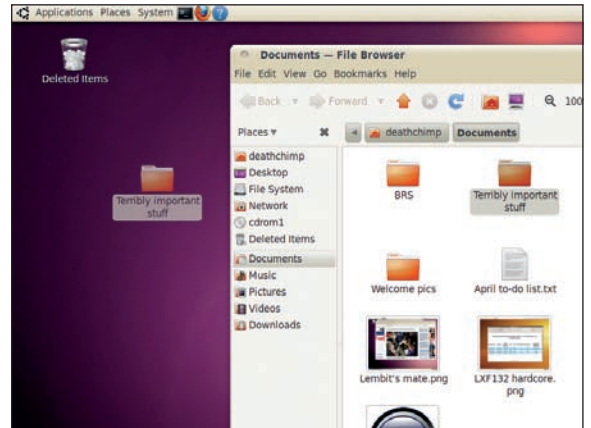 Applications Places System
Deleted Items
Terribly important
stuff
Documents — File Browser
File Edit View Go Bookmarks Help
Back Forward 100
Places
deathchimp Documents
deathchimp
Desktop
File System
Network
cdrom1
Deleted Items
Documents
Music
Pictures
Videos
Downloads
BRS
Terribly important
stuff
Welcome pics
April to-do list.txt
Lembit's mate.png
LXF132 hardcore.
png